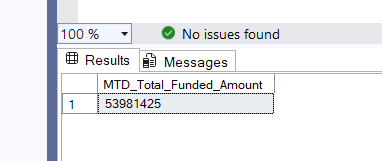 100 % No issues found
Results Messages
MTD_Total_Funded_Amount
1 53981425